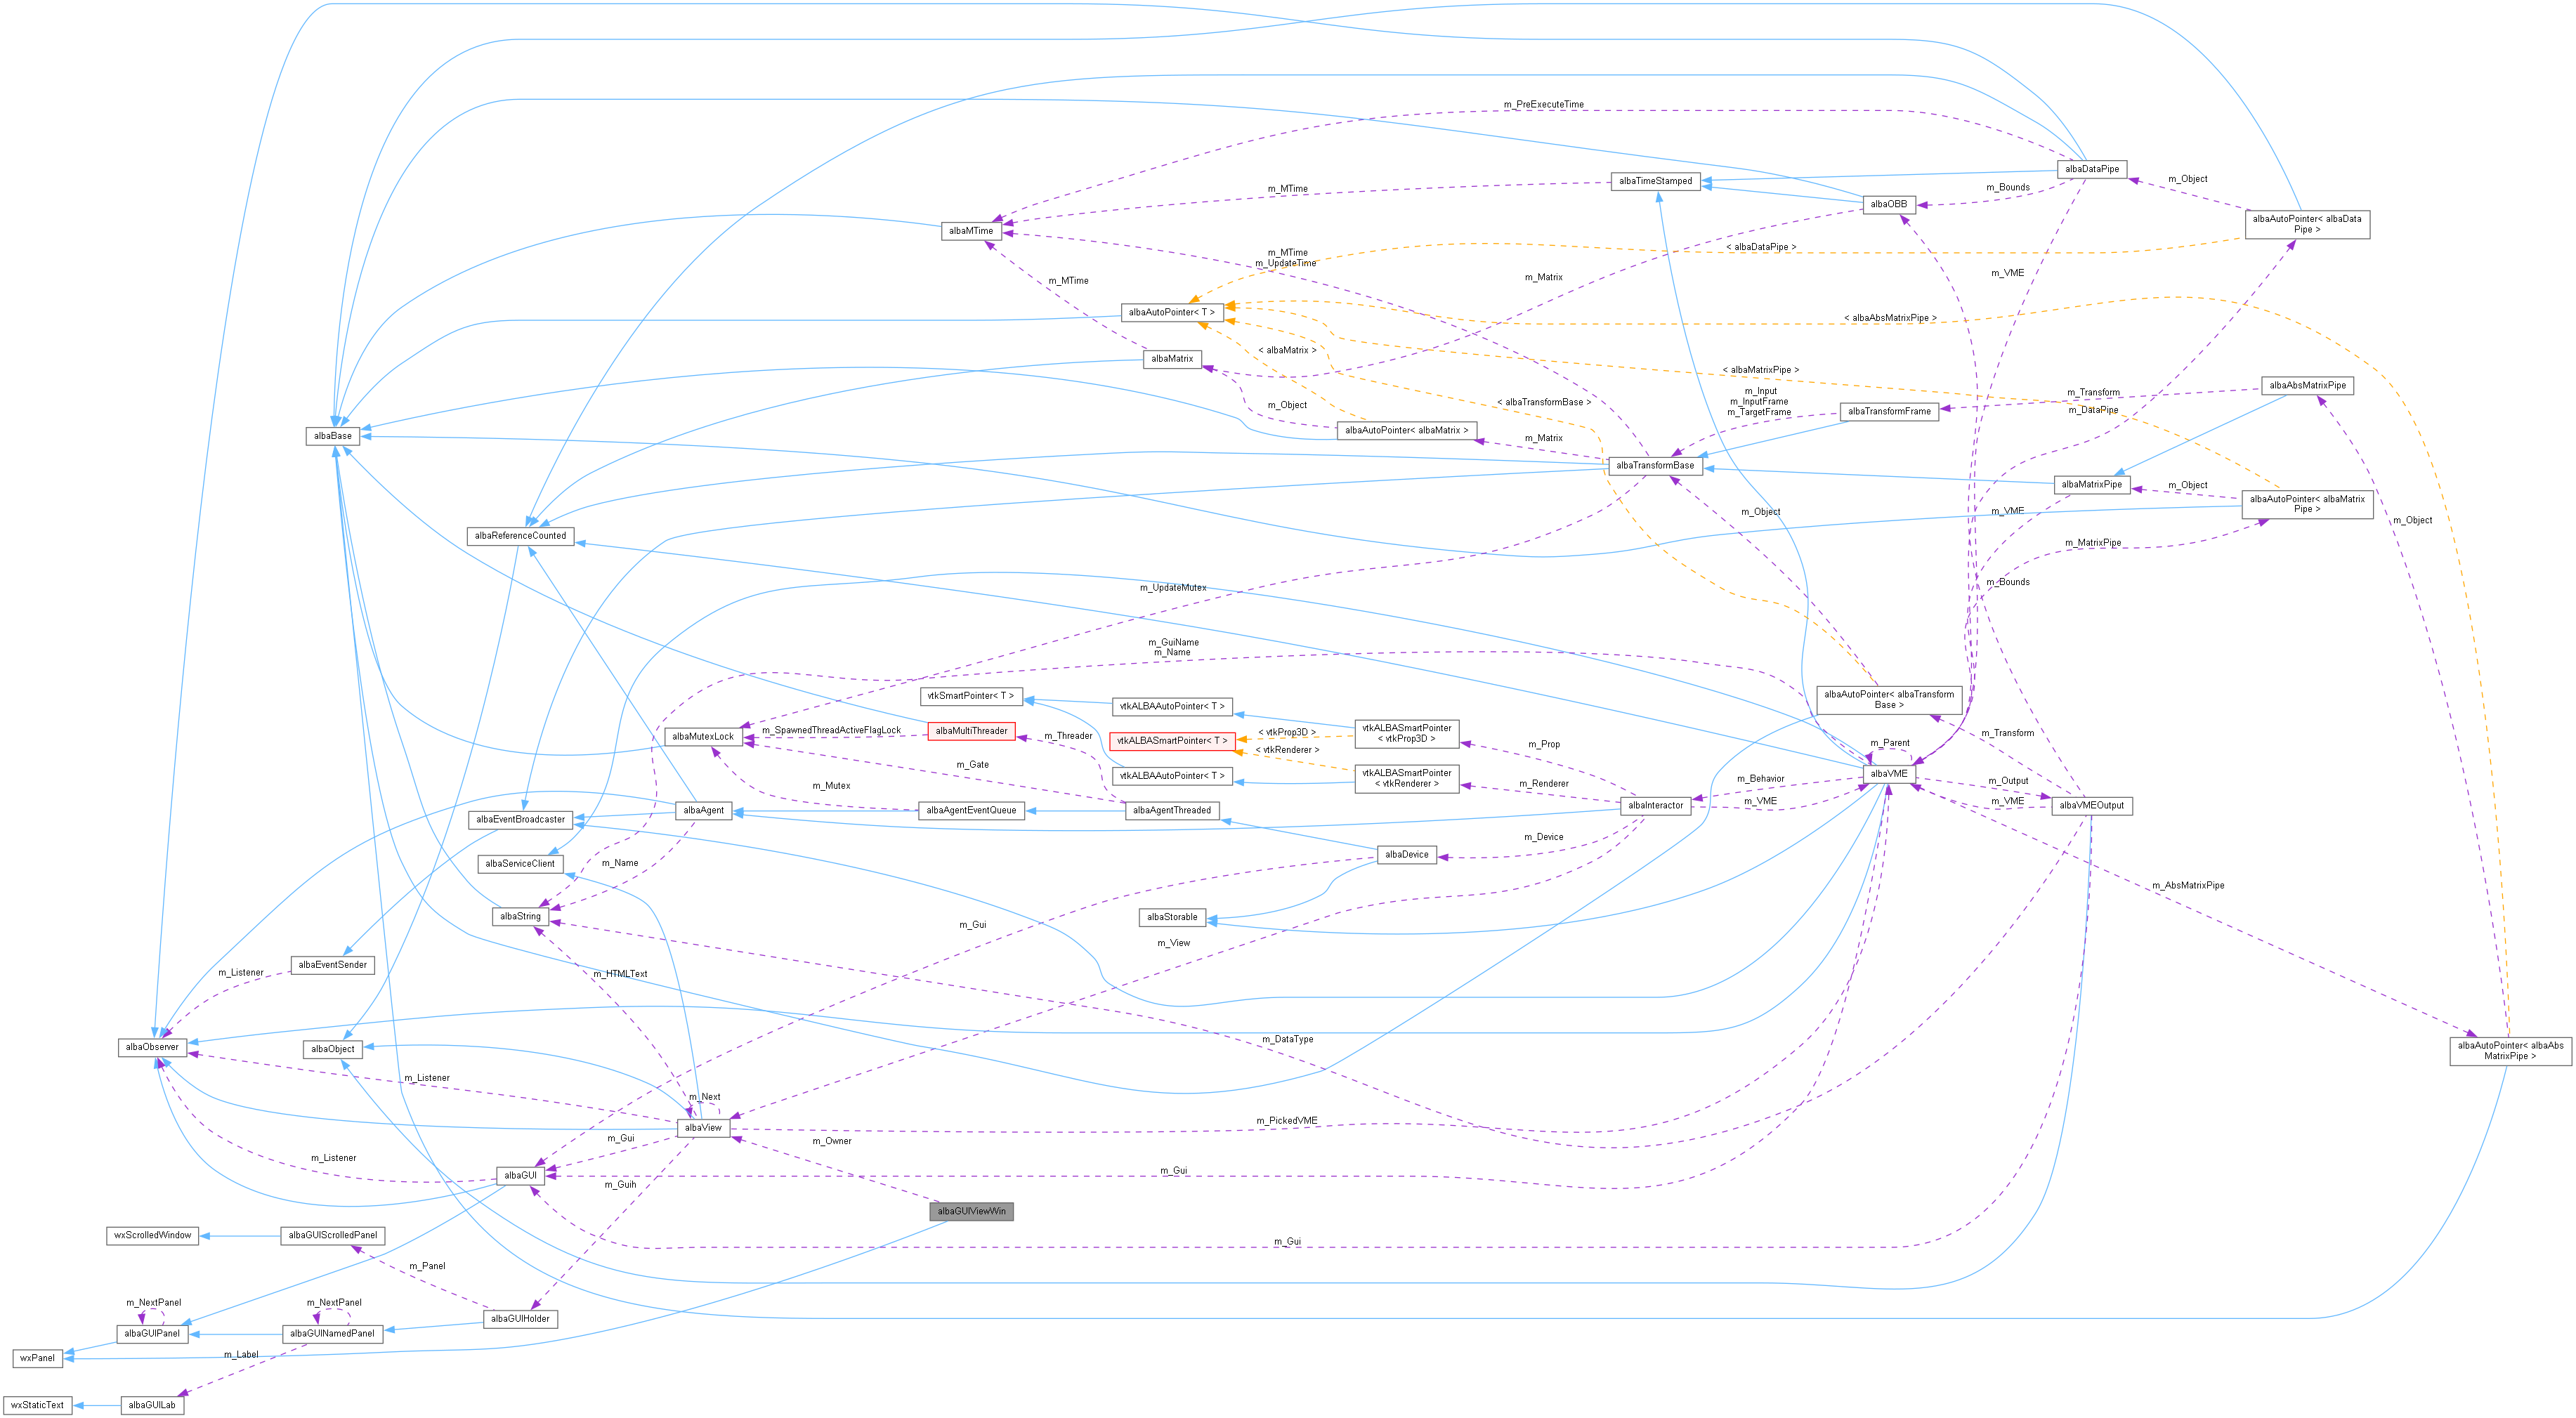 m_PreExecuteTime
albaDataPipe
albaTimeStamped
m_Object
m_MTime
m_Bounds
albaOBB
albaAutoPointer< albaData
Pipe >
albaMTime
< albaDataPipe >
m_MTime
m_UpdateTime
m_VME
m_Matrix
m_MTime
albaAutoPointer< T >
< albaAbsMatrixPipe >
< albaMatrix >
albaMatrix
< albaMatrixPipe >
albaAbsMatrixPipe
m_Input
m_InputFrame
m_TargetFrame
m_Transform
< albaTransformBase >
m_Object
albaTransformFrame
m_DataPipe
albaAutoPointer< albaMatrix >
albaBase
m_Matrix
albaTransformBase
albaMatrixPipe
m_Object
albaAutoPointer< albaMatrix
Pipe >
m_Object
m_VME
m_Object
albaReferenceCounted
m_MatrixPipe
m_UpdateMutex
m_Bounds
m_GuiName
m_Name
vtkSmartPointer< T >
vtkALBAAutoPointer< T >
albaAutoPointer< albaTransform
Base >
albaMutexLock
m_SpawnedThreadActiveFlagLock
albaMultiThreader
m_Threader
vtkALBASmartPointer< T >
< vtkProp3D >
vtkALBASmartPointer
< vtkProp3D >
m_Prop
m_Parent
m_Transform
< vtkRenderer >
m_Gate
vtkALBAAutoPointer< T >
vtkALBASmartPointer
< vtkRenderer >
m_Renderer
m_Behavior
albaVME
m_Output
m_Mutex
albaAgent
albaAgentEventQueue
albaAgentThreaded
albaInteractor
m_VME
m_VME
albaVMEOutput
albaEventBroadcaster
m_Device
albaServiceClient
m_Name
albaDevice
m_AbsMatrixPipe
albaString
albaStorable
m_Gui
m_View
albaEventSender
m_Listener
m_HTMLText
albaObserver
albaObject
m_DataType
albaAutoPointer< albaAbs
MatrixPipe >
m_Listener
m_Next
albaView
m_Owner
m_PickedVME
m_Gui
m_Listener
albaGUI
m_Guih
m_Gui
albaGUIViewWin
wxScrolledWindow
albaGUIScrolledPanel
m_Gui
m_Panel
m_NextPanel
m_NextPanel
albaGUIHolder
albaGUIPanel
albaGUINamedPanel
wxPanel
m_Label
wxStaticText
albaGUILab